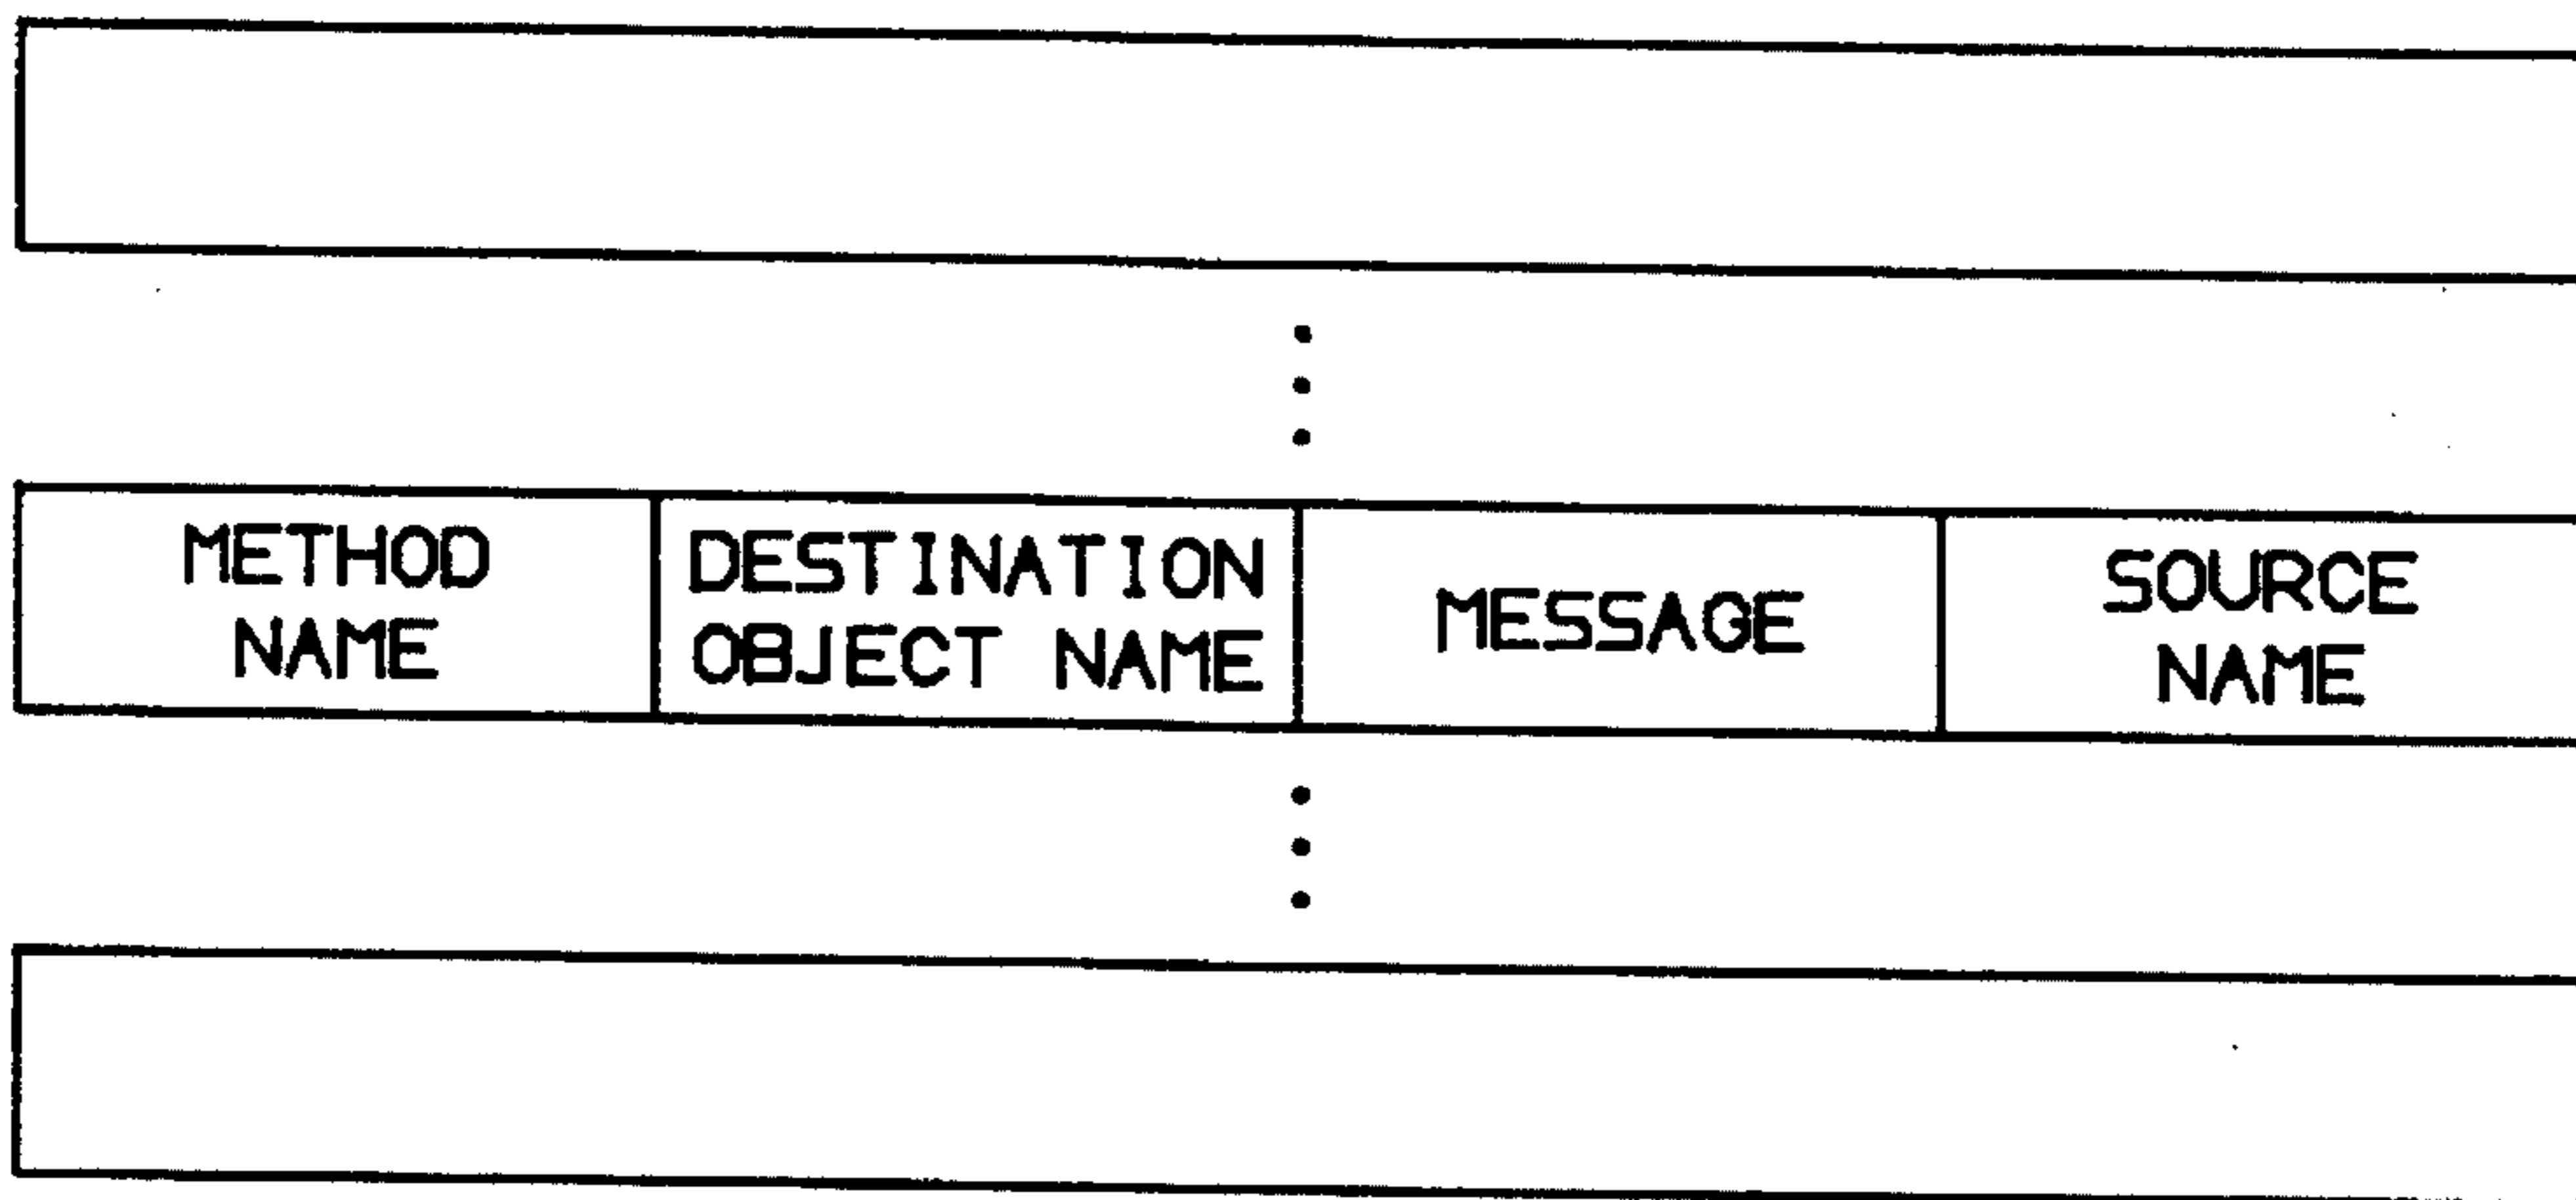 METHOD
NAME
DESTINATION
OBJECT NAME
MESSAGE
SOURCE
NAME